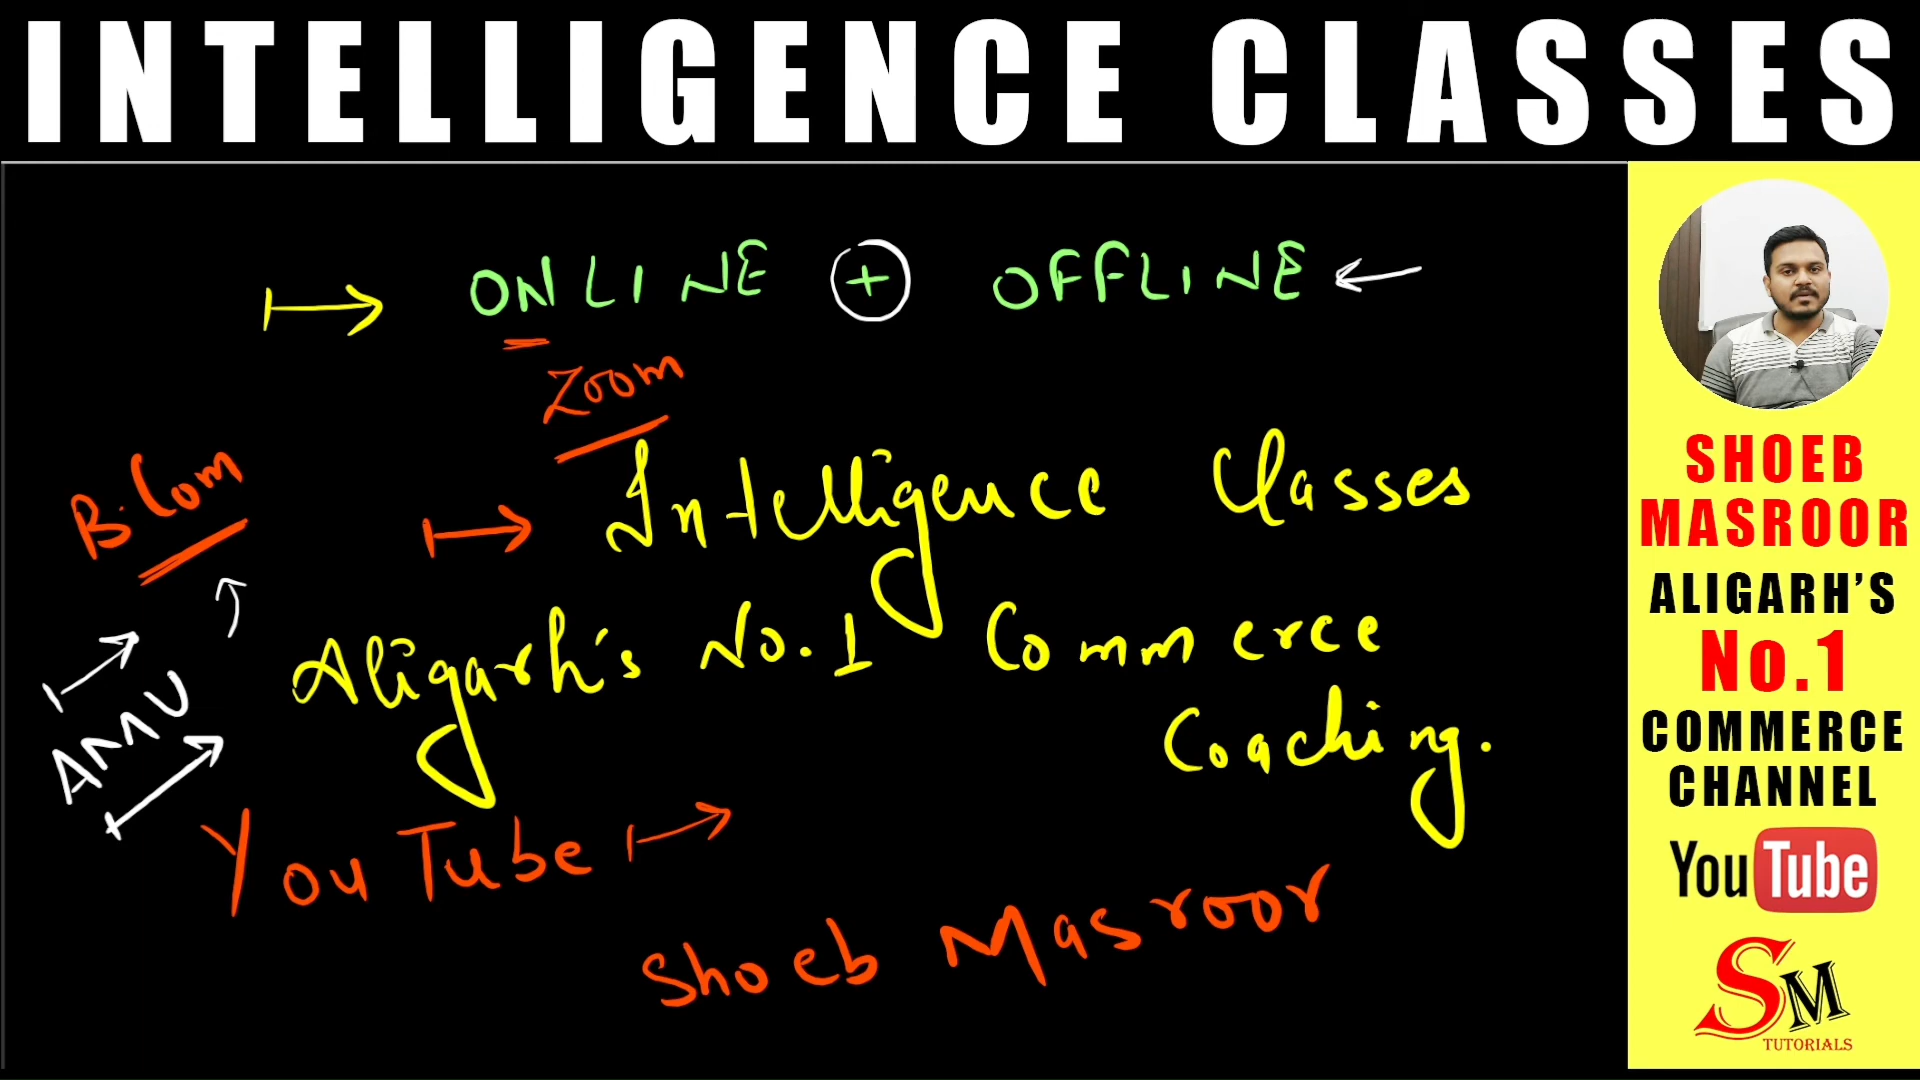 INTELLIGENCE CLASSES
ONLINE + OFFLINE
Zoom
B.Com
Intelligence Classes
Aligarh's No.1 Commerce
Coaching.
AMU
YouTube
Shoeb Masroor
SHOEB
MASROOR
ALIGARH'S
No.1
COMMERCE
CHANNEL
YouTube
SM
TUTORIALS